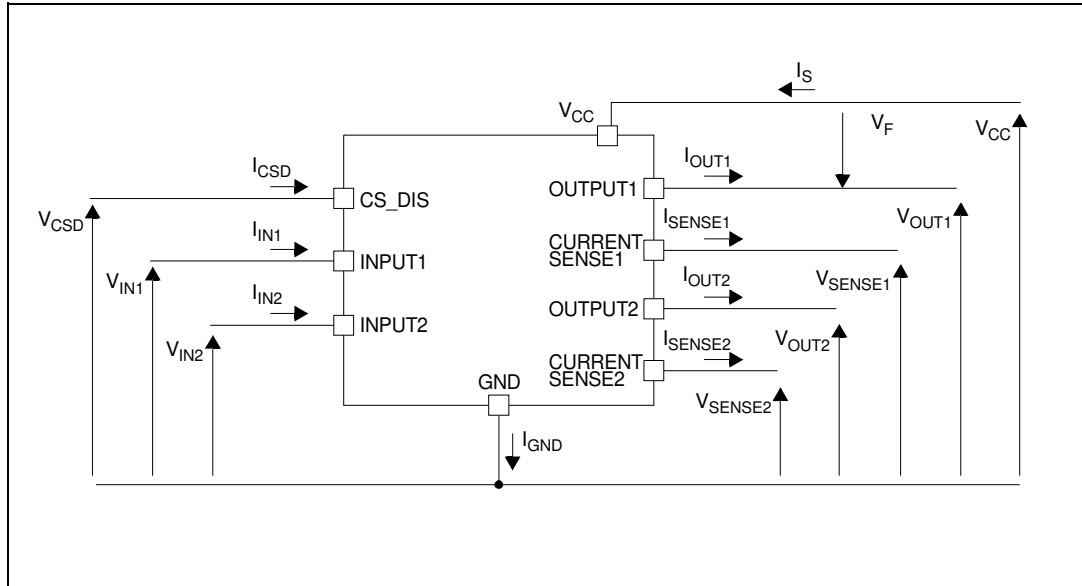 I_S
V_CC
V_F
V_CC
I_CSD
I_OUT1
CS_DIS
OUTPUT1
V_CSD
I_IN1
I_SENSE1
V_OUT1
INPUT1
CURRENT
SENSE1
V_IN1
I_OUT2
V_SENSE1
I_IN2
OUTPUT2
INPUT2
I_SENSE2
V_OUT2
V_IN2
CURRENT
SENSE2
GND
V_SENSE2
I_GND